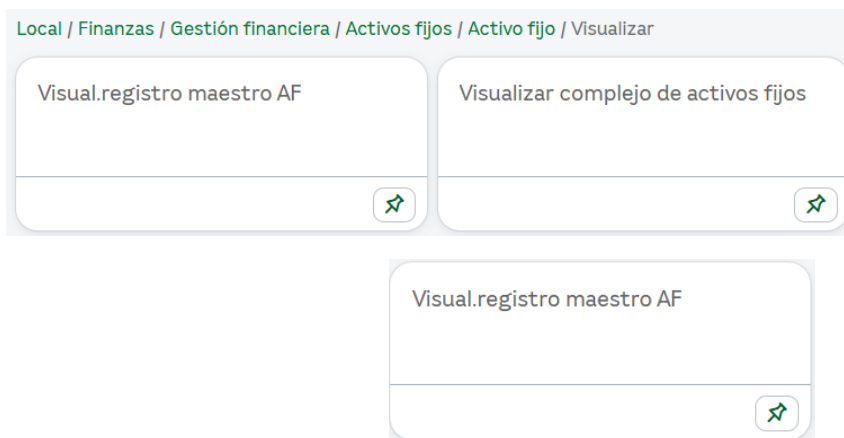 Local / Finanzas / Gestión financiera / Activos fijos / Activo fijo / Visualizar
Visual.registro maestro AF
Visualizar complejo de activos fijos
Visual.registro maestro AF